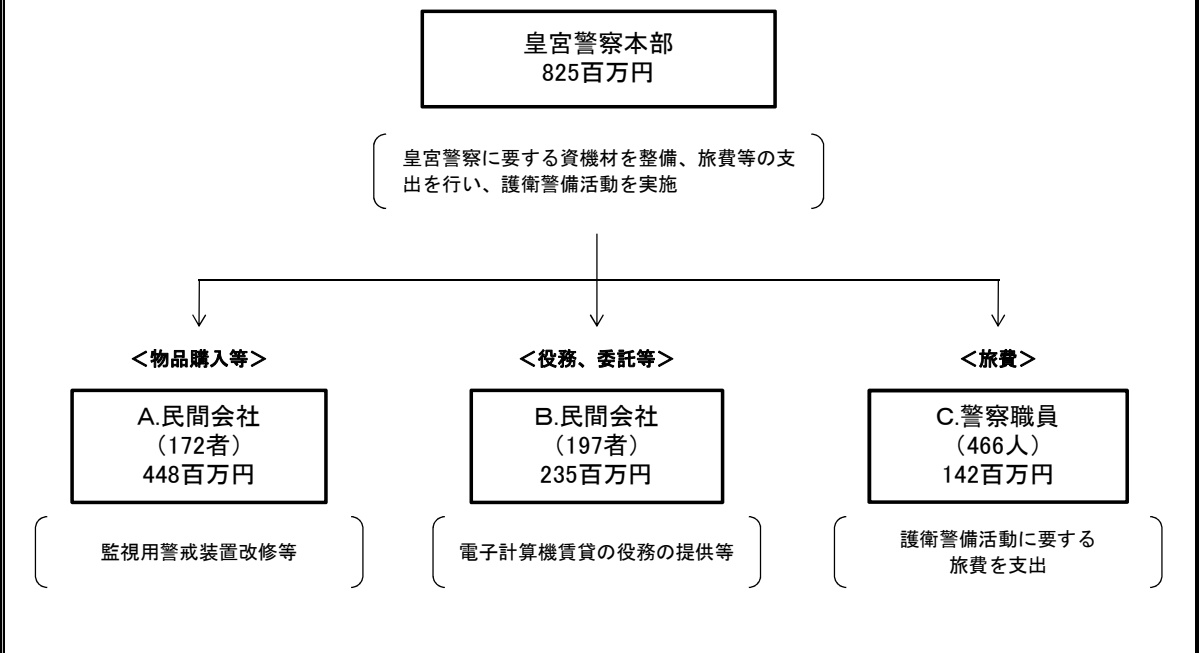 皇宮警察本部
825百万円
皇宮警察に要する資機材を整備、旅費等の支
出を行い、護衛警備活動を実施
＜物品購入等＞
A.民間会社
（172者）
448百万円
監視用警戒装置改修等
＜役務、委託等＞
B.民間会社
（197者）
235百万円
電子計算機賃貸の役務の提供等
＜旅費＞
C.警察職員
（466人）
142百万円
護衛警備活動に要する
旅費を支出